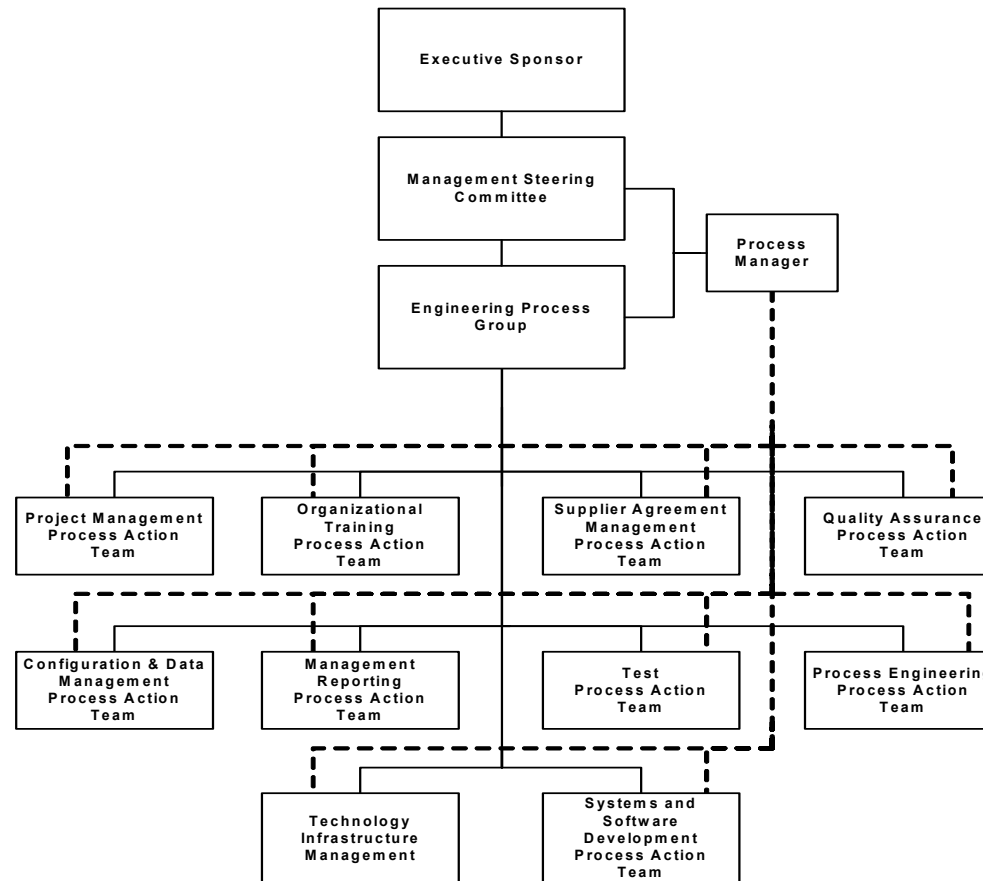 Executive Sponsor
Management Steering
Committee
Process
Manager
Engineering Process
Group
Project Management
Process Action
Team
Organizational
Training
Process Action
Team
Supplier Agreement
Management
Process Action
Team
Quality Assurance
Process Action
Team
Configuration & Data
Management
Process Action
Team
Management
Reporting
Process Action
Team
Test
Process Action
Team
Process Engineering
Process Action
Team
Technology
Infrastructure
Management
Systems and
Software
Development
Process Action
Team